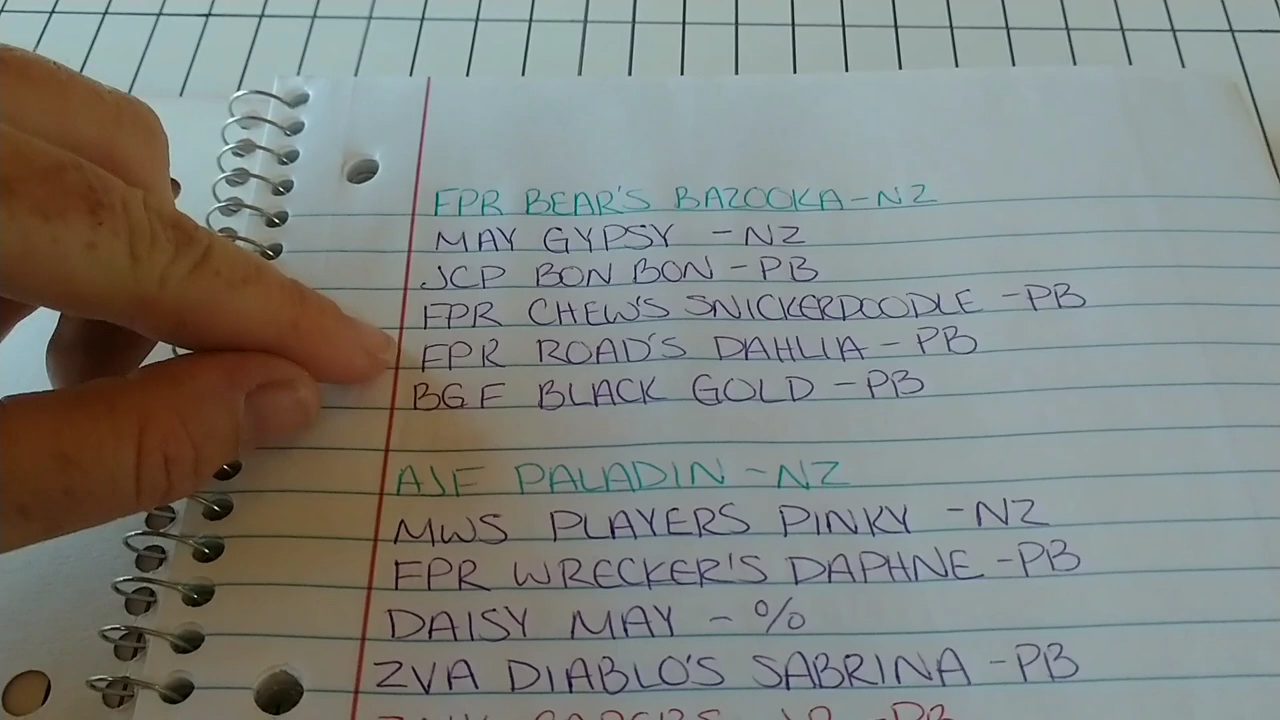 FPR BEAR'S BAZOOKA-NZ
MAY GYPSY - NZ
JCP BON BON - PB
FPR CHEW'S SNICKERDOODLE - PB
FPR ROAD'S DAHLIA - PB
BGF BLACK GOLD - PB
AJF PALADIN - NZ
MWS PLAYERS PINKY - NZ
FPR WRECKER'S DAPHNE - PB
DAISY MAY - %
ZVA DIABLO'S SABRINA - PB